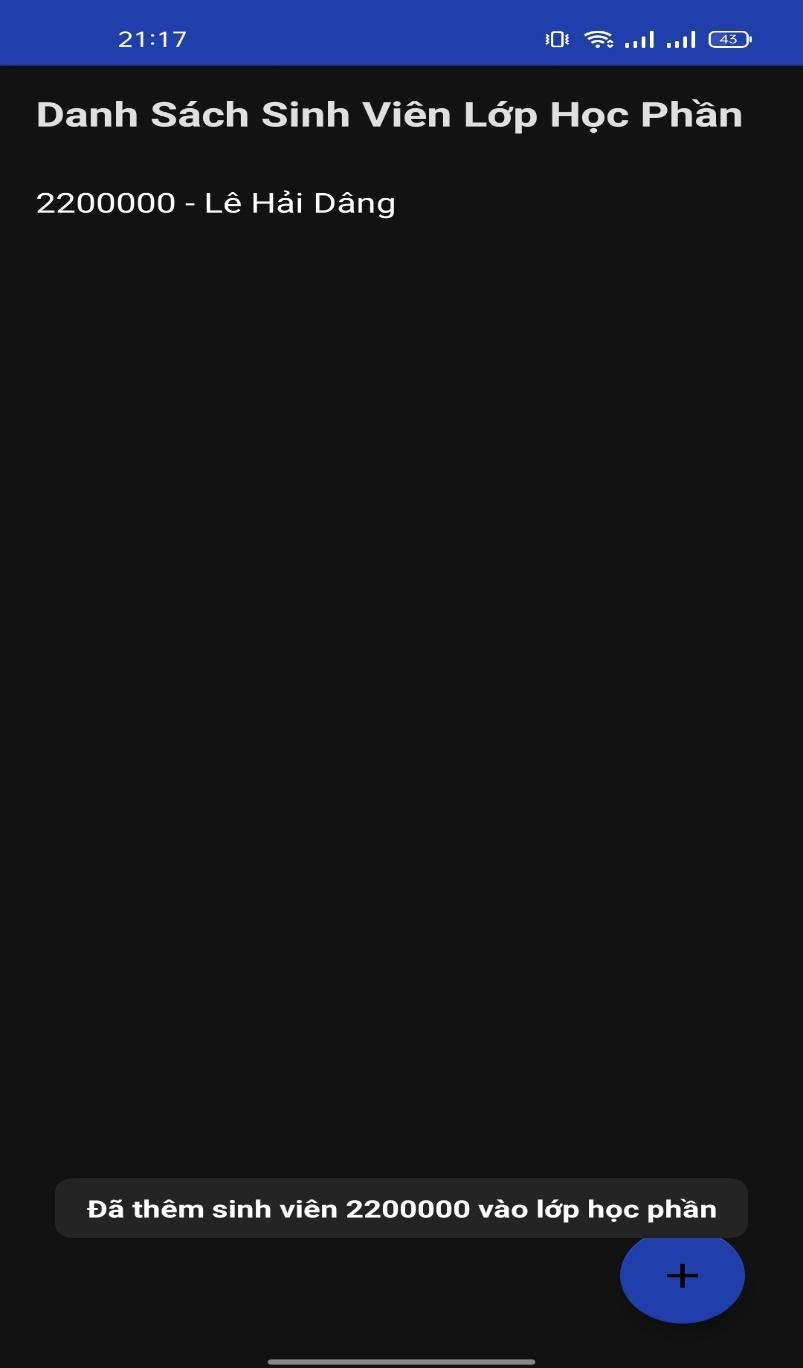 21:17
43
Danh Sách Sinh Viên Lớp Học Phần
2200000 - Lê Hải Dâng
Đã thêm sinh viên 2200000 vào lớp học phần
+